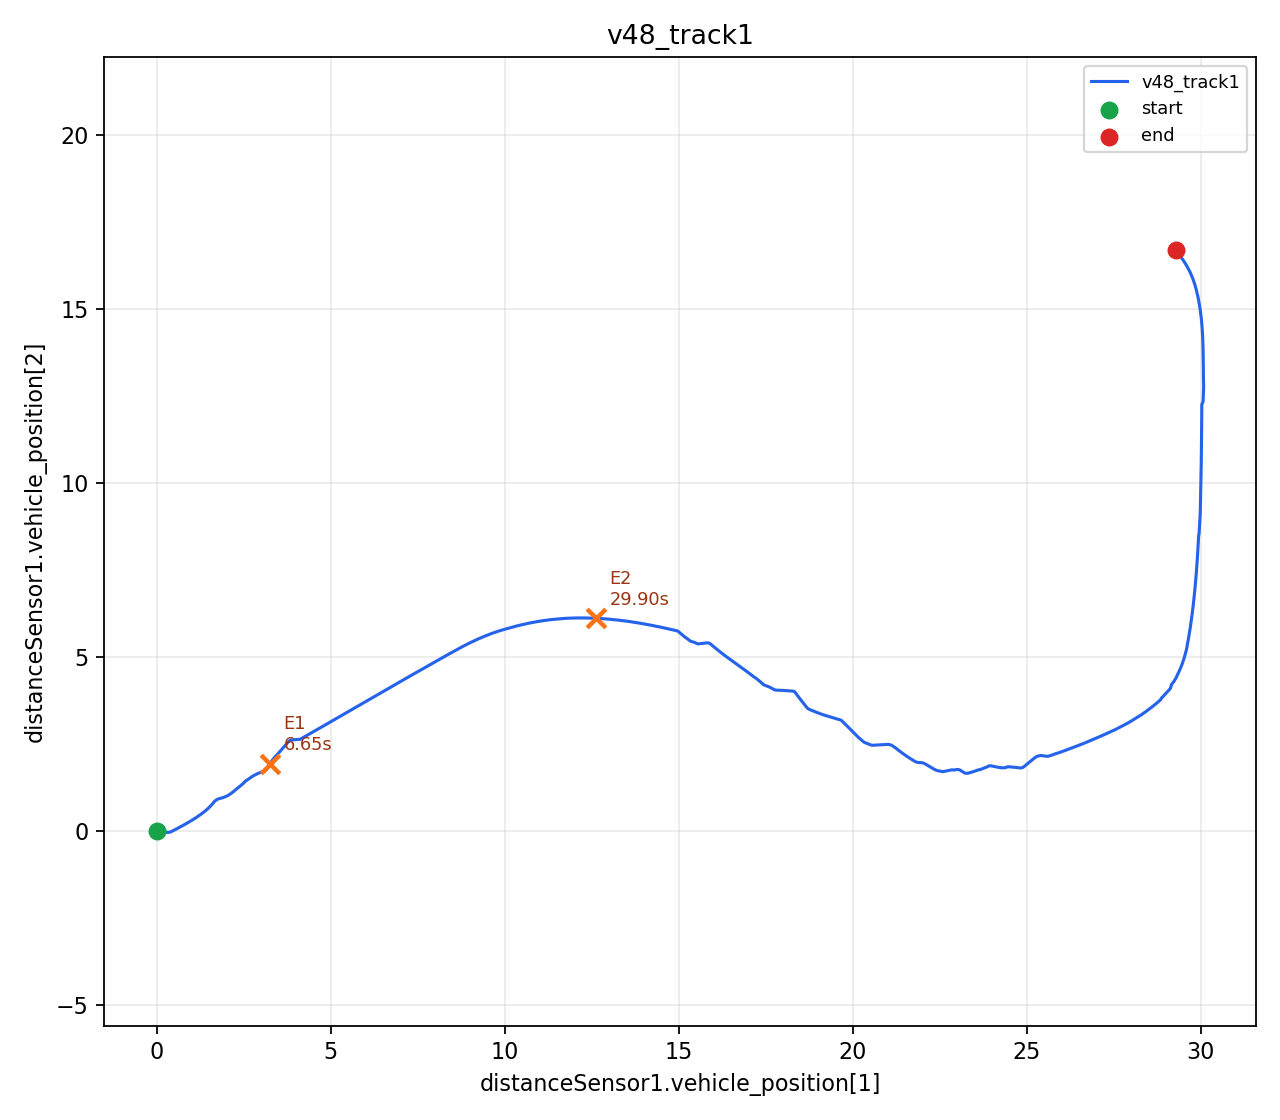 v48_track1
v48_track1
start
end
20
15
10
5
0
−5
E2
29.90s
E1
6.65s
0
5
10
15
20
25
30
distanceSensor1.vehicle_position[1]
distanceSensor1.vehicle_position[2]